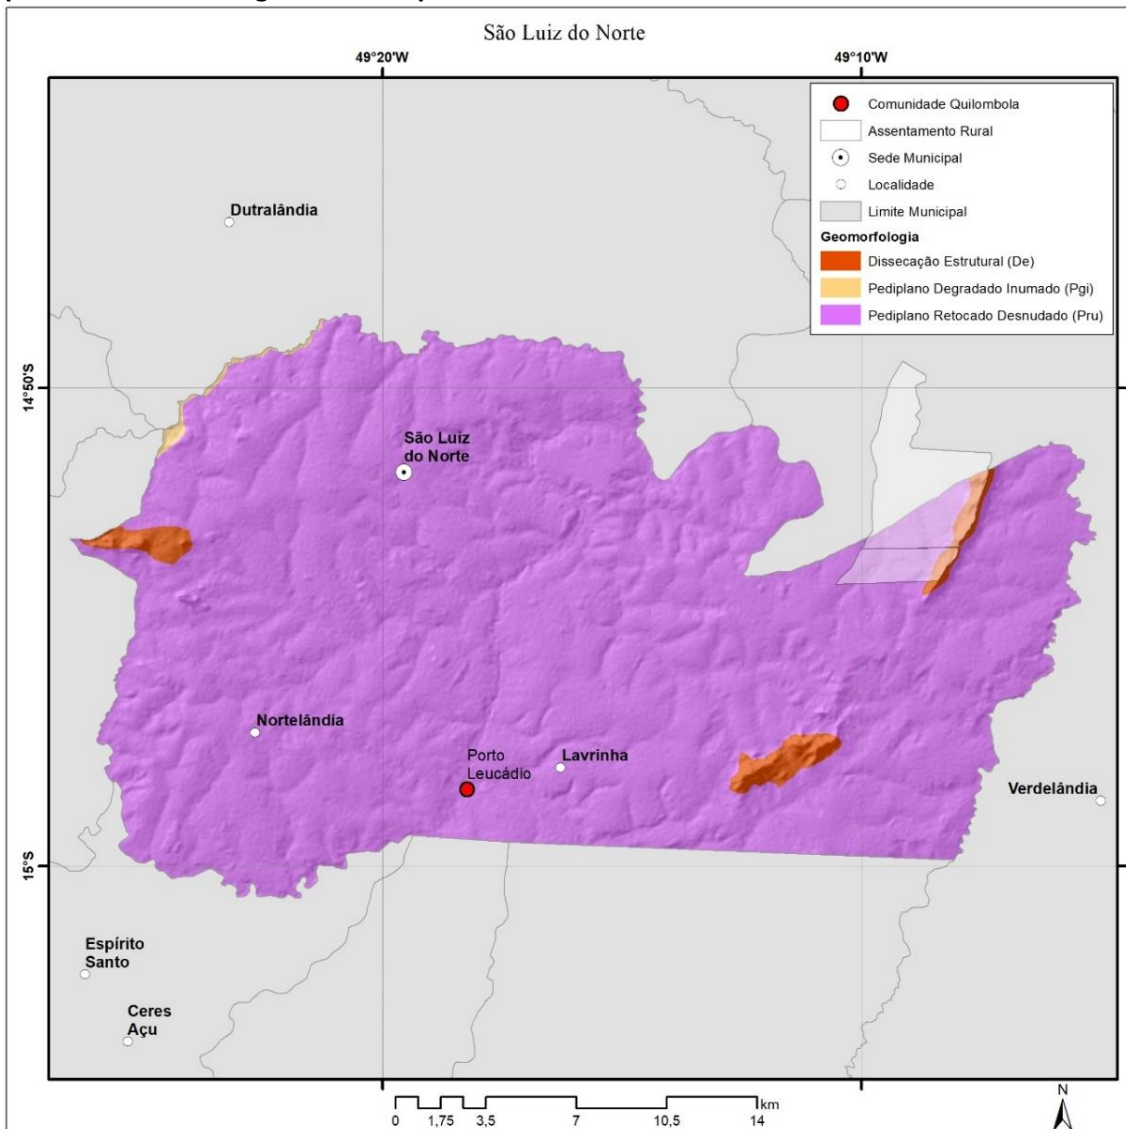 São Luiz do Norte
49°20'W
49°10'W
Comunidade Quilombola
Assentamento Rural
Sede Municipal
Localidade
Limite Municipal
Geomorfologia
Dissecação Estrutural (De)
Pediplano Degradado Inumado (Pgi)
Pediplano Retocado Desnudado (Pru)
Dutralândia
14°50'S
São Luiz
do Norte
Nortelândia
Porto
Leucádio
Lavrinha
Verdelândia
15°S
Espírito
Santo
Ceres
Açu
N
km
0
1,75
3,5
7
10,5
14